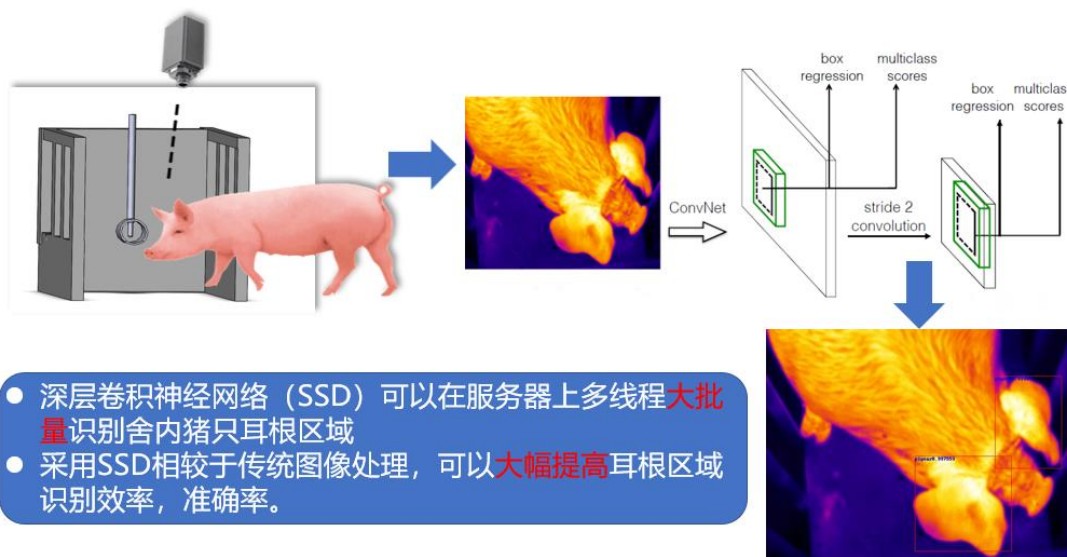 box
regression
multiclass
scores
box
regression
multiclas
scores
ConvNet
stride 2
convolution
深层卷积神经网络（SSD）可以在服务器上多线程大批
量识别舍内猪只耳根区域
采用SSD相较于传统图像处理，可以大幅提高耳根区域
识别效率，准确率。